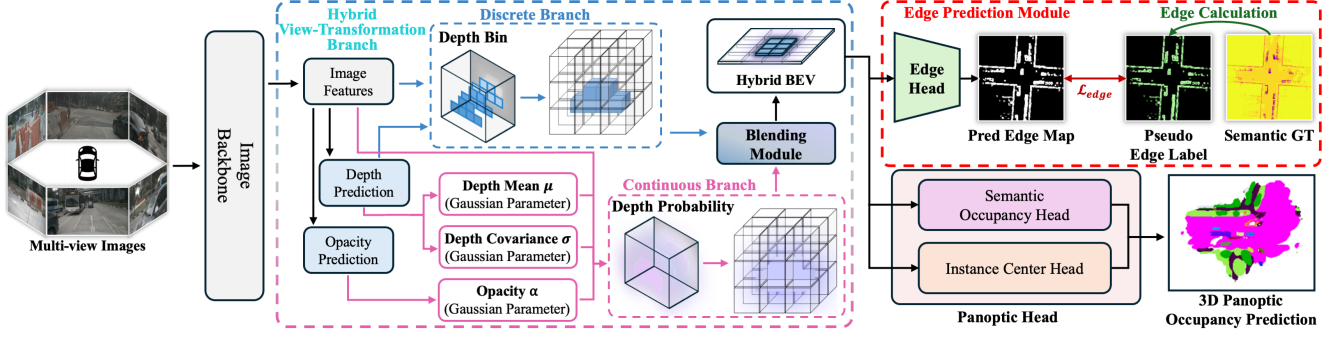 Multi-view Images
Image
Backbone
Hybrid
View-Transformation
Branch
Image
Features
Depth
Prediction
Opacity
Prediction
Discrete Branch
Depth Bin
Depth Mean μ
(Gaussian Parameter)
Depth Covariance σ
(Gaussian Parameter)
Opacity α
(Gaussian Parameter)
Continuous Branch
Depth Probability
Hybrid BEV
Blending
Module
Edge Prediction Module
Edge Calculation
Edge
Head
Pred Edge Map
ℒedge
Pseudo
Edge Label
Semantic GT
Semantic
Occupancy Head
Instance Center Head
Panoptic Head
3D Panoptic
Occupancy Prediction